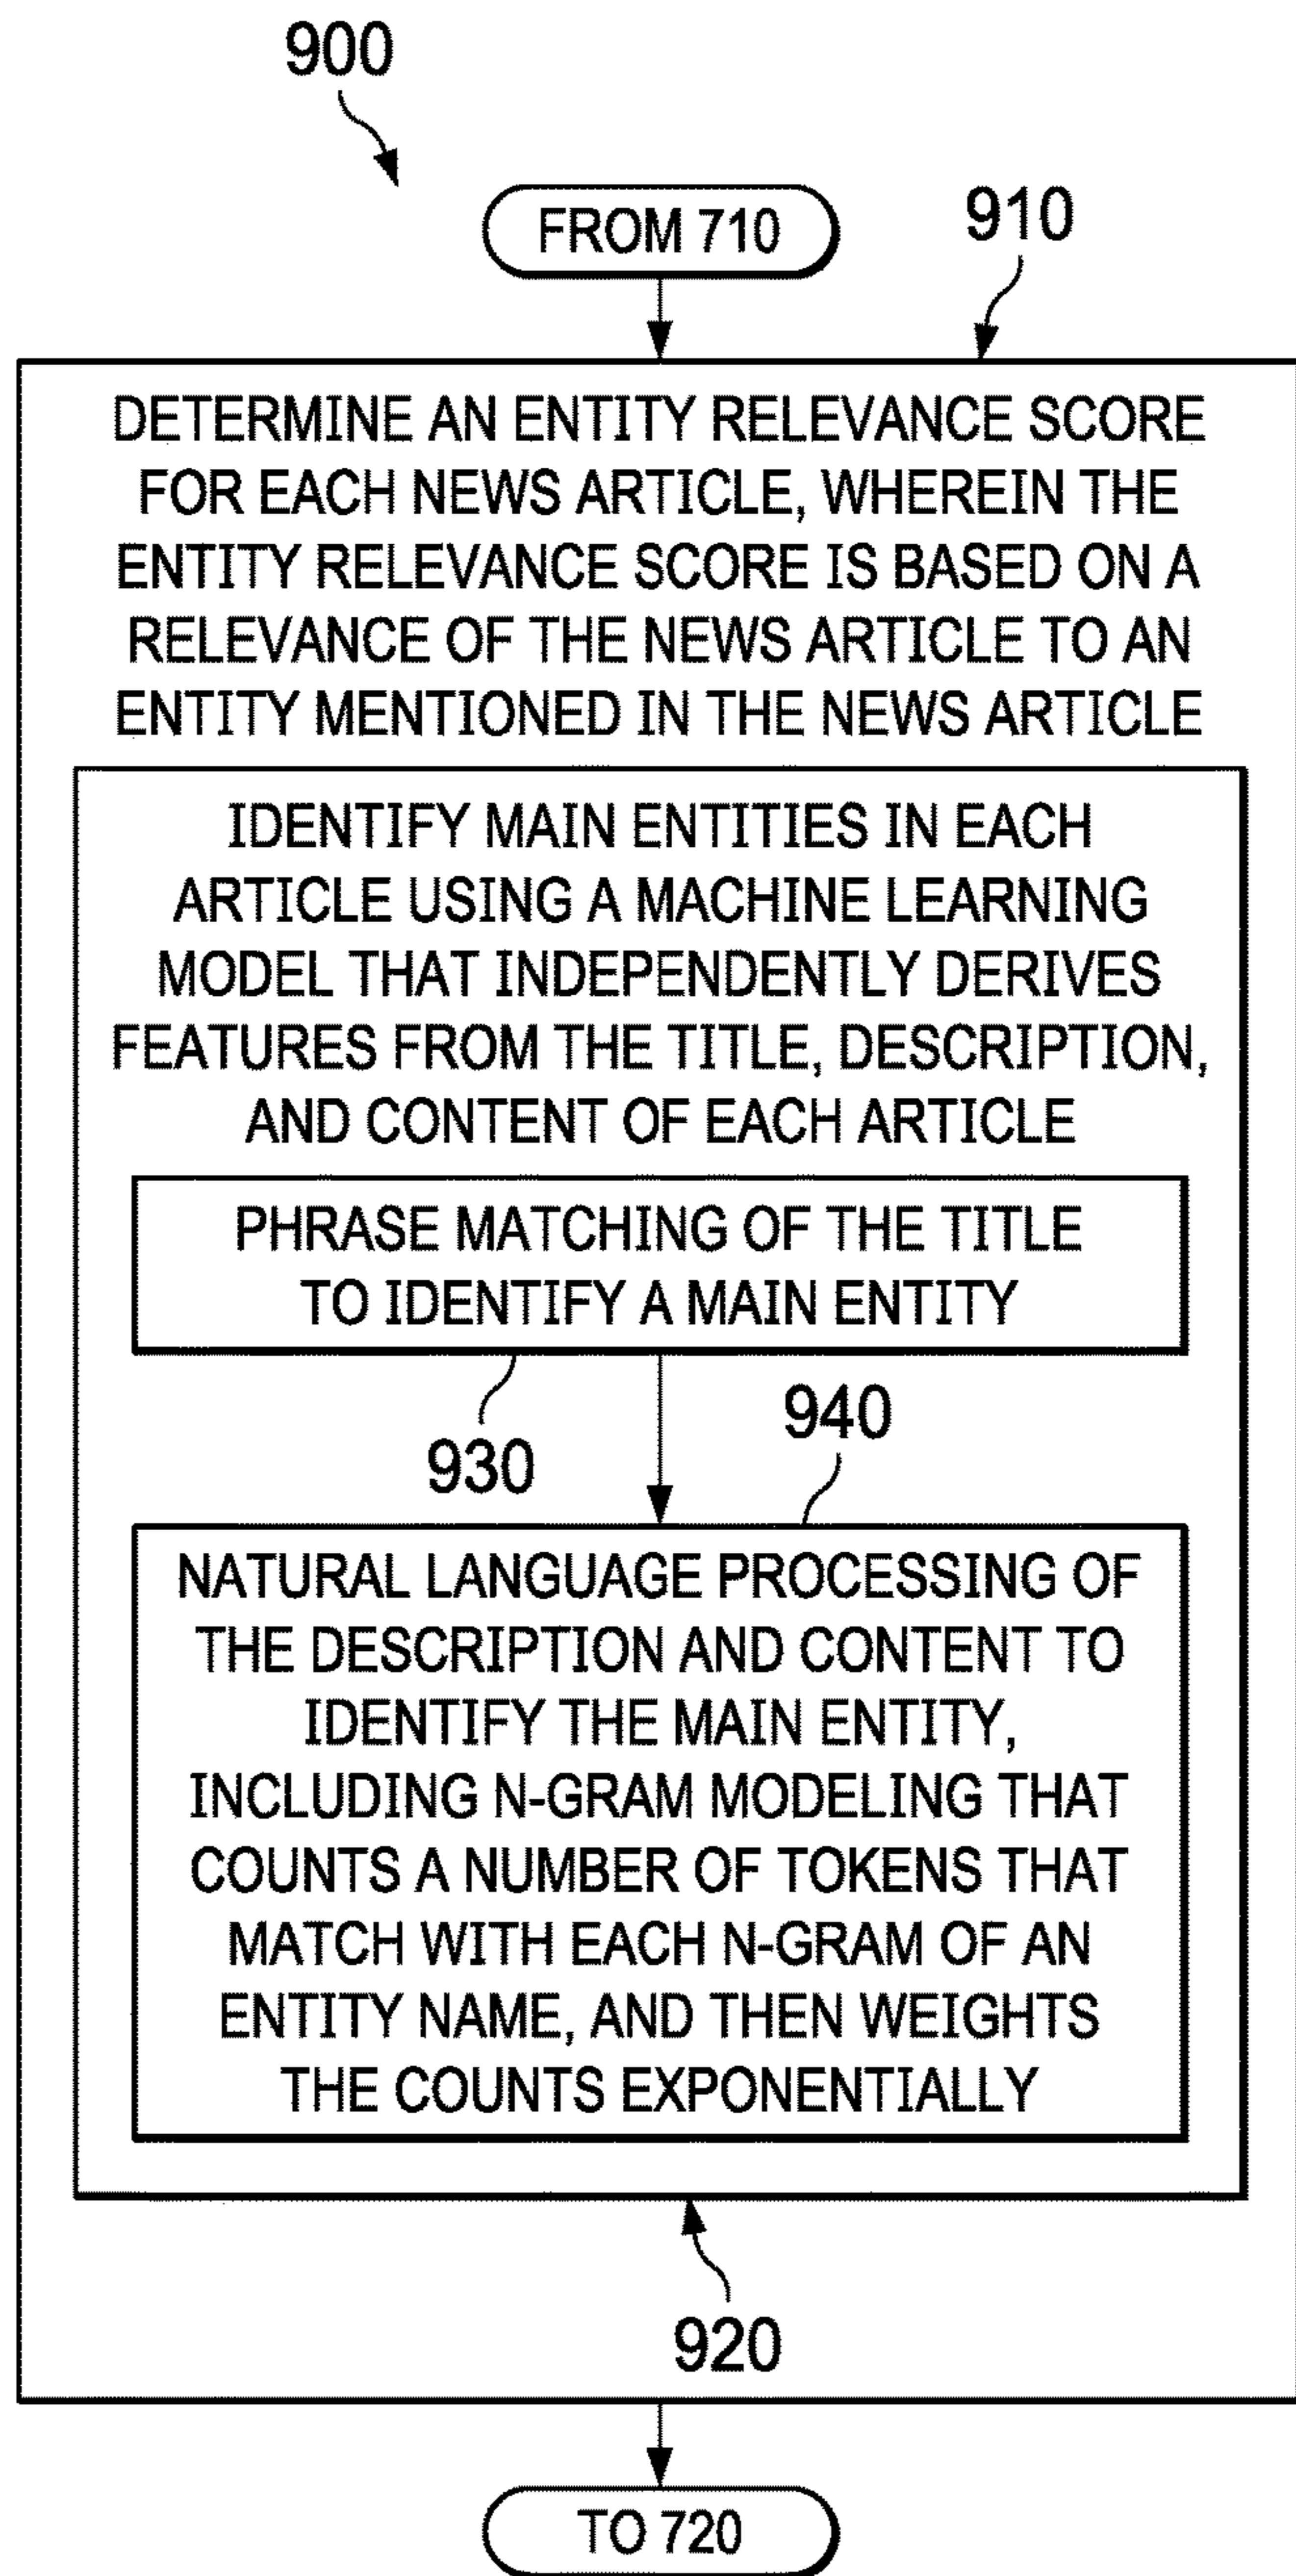 900
FROM 710
910
DETERMINE AN ENTITY RELEVANCE SCORE
FOR EACH NEWS ARTICLE, WHEREIN THE
ENTITY RELEVANCE SCORE IS BASED ON A
RELEVANCE OF THE NEWS ARTICLE TO AN
ENTITY MENTIONED IN THE NEWS ARTICLE
IDENTIFY MAIN ENTITIES IN EACH
ARTICLE USING A MACHINE LEARNING
MODEL THAT INDEPENDENTLY DERIVES
FEATURES FROM THE TITLE, DESCRIPTION,
AND CONTENT OF EACH ARTICLE
PHRASE MATCHING OF THE TITLE
TO IDENTIFY A MAIN ENTITY
930
940
NATURAL LANGUAGE PROCESSING OF
THE DESCRIPTION AND CONTENT TO
IDENTIFY THE MAIN ENTITY,
INCLUDING N-GRAM MODELING THAT
COUNTS A NUMBER OF TOKENS THAT
MATCH WITH EACH N-GRAM OF AN
ENTITY NAME, AND THEN WEIGHTS
THE COUNTS EXPONENTIALLY
920
TO 720